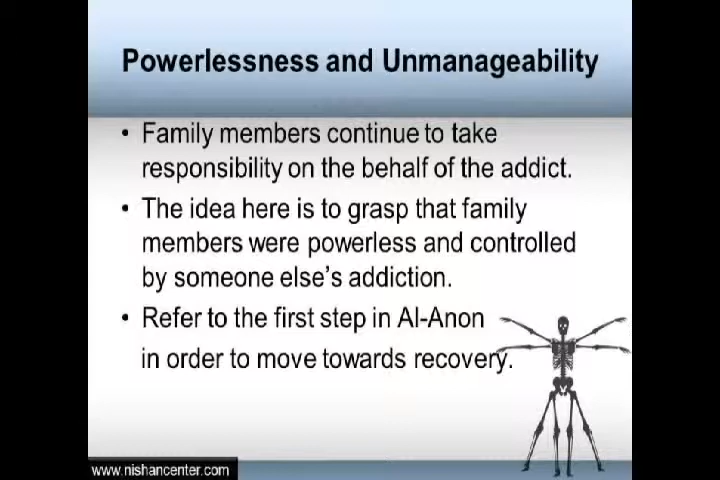 Powerlessness and Unmanageability
• Family members continue to take
responsibility on the behalf of the addict.
• The idea here is to grasp that family
members were powerless and controlled
by someone else’s addiction.
• Refer to the first step in Al-Anon
in order to move towards recovery.
www.nishancenter.com